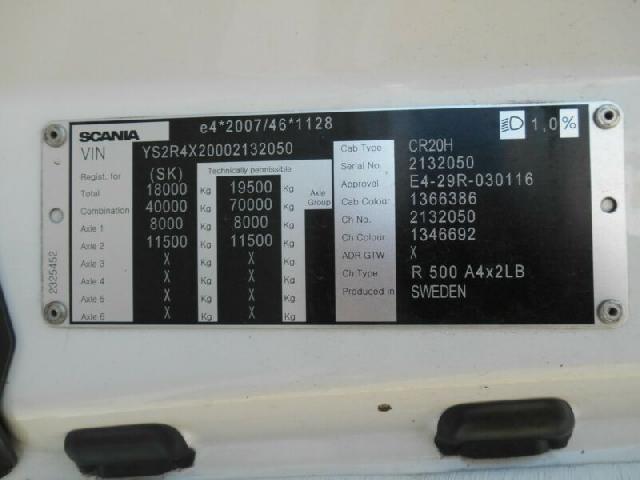 SCANIA e4*2007/46*1128 1,0 %
VIN YS2R4X20002132050
Regist. for (SK) Technically permissible
Total 18000 Kg 19500 Kg Axle Group
Combination 40000 Kg 70000 Kg
Axle 1 8000 Kg 8000 Kg
Axle 2 11500 Kg 11500 Kg
Axle 3 X Kg X Kg
Axle 4 X Kg X Kg
Axle 5 X Kg X Kg
Axle 6 X Kg X Kg
Cab Type CR20H
Serial No. 2132050
Approval E4-29R-030116
Cab Colour 1366386
Ch No. 2132050
Ch Colour 1346692
ADR GTW X
Ch Type R 500 A4x2LB
Produced in SWEDEN
2325452